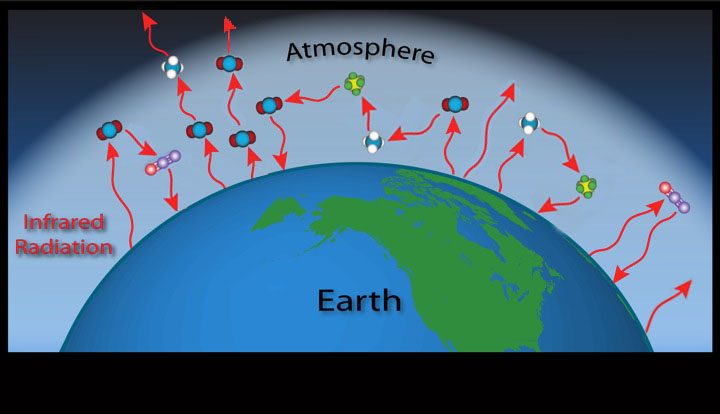 Atmosphere
Infrared
Radiation
Earth